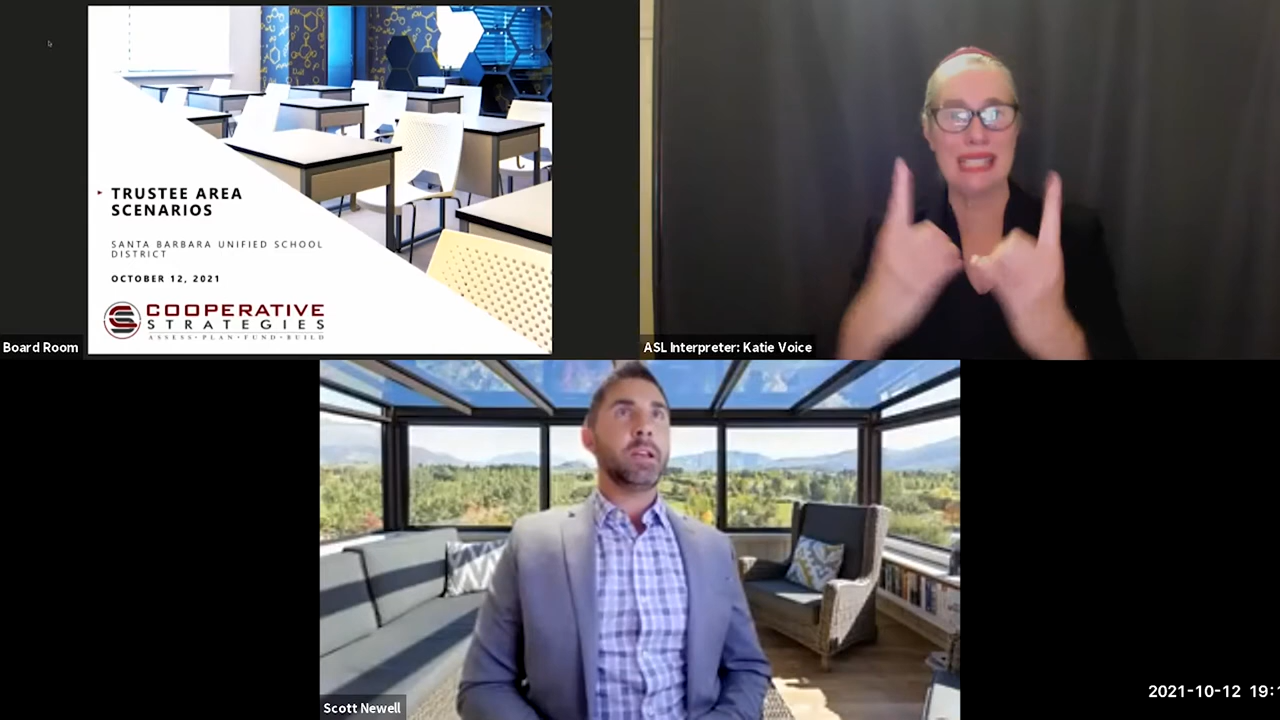 TRUSTEE AREA
SCENARIOS
SANTA BARBARA UNIFIED SCHOOL
DISTRICT
OCTOBER 12, 2021
COOPERATIVE
STRATEGIES
ASSESS • PLAN • FUND • BUILD
Board Room
ASL Interpreter: Katie Voice
Scott Newell
2021-10-12 19: